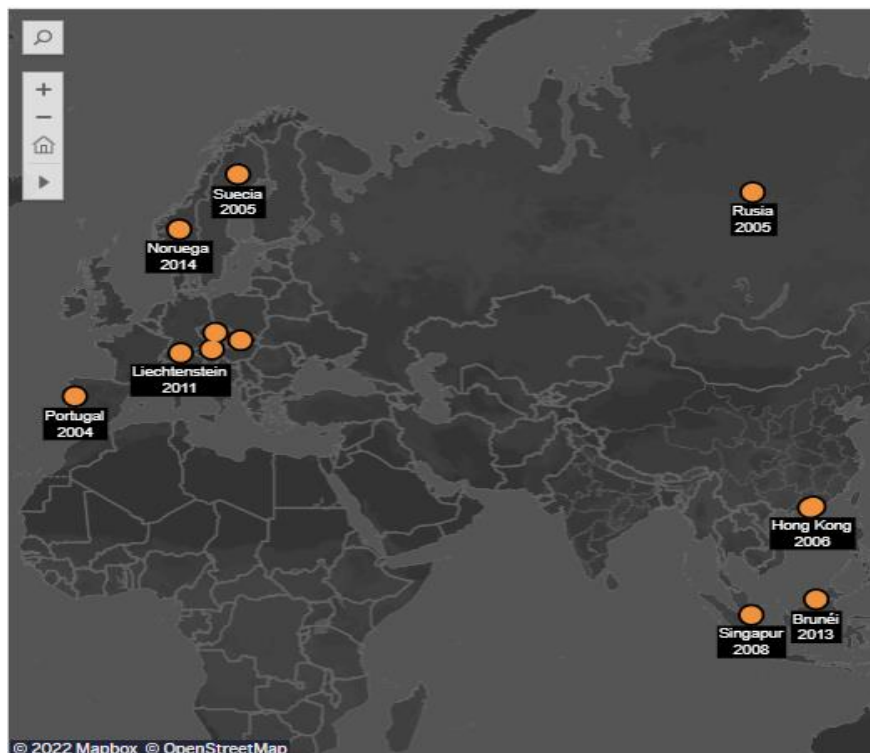 Suecia
2005
Rusia
2005
Noruega
2014
Liechtenstein
2011
Portugal
2004
Hong Kong
2006
Brunéi
2013
Singapur
2008
© 2022 Mapbox © OpenStreetMap